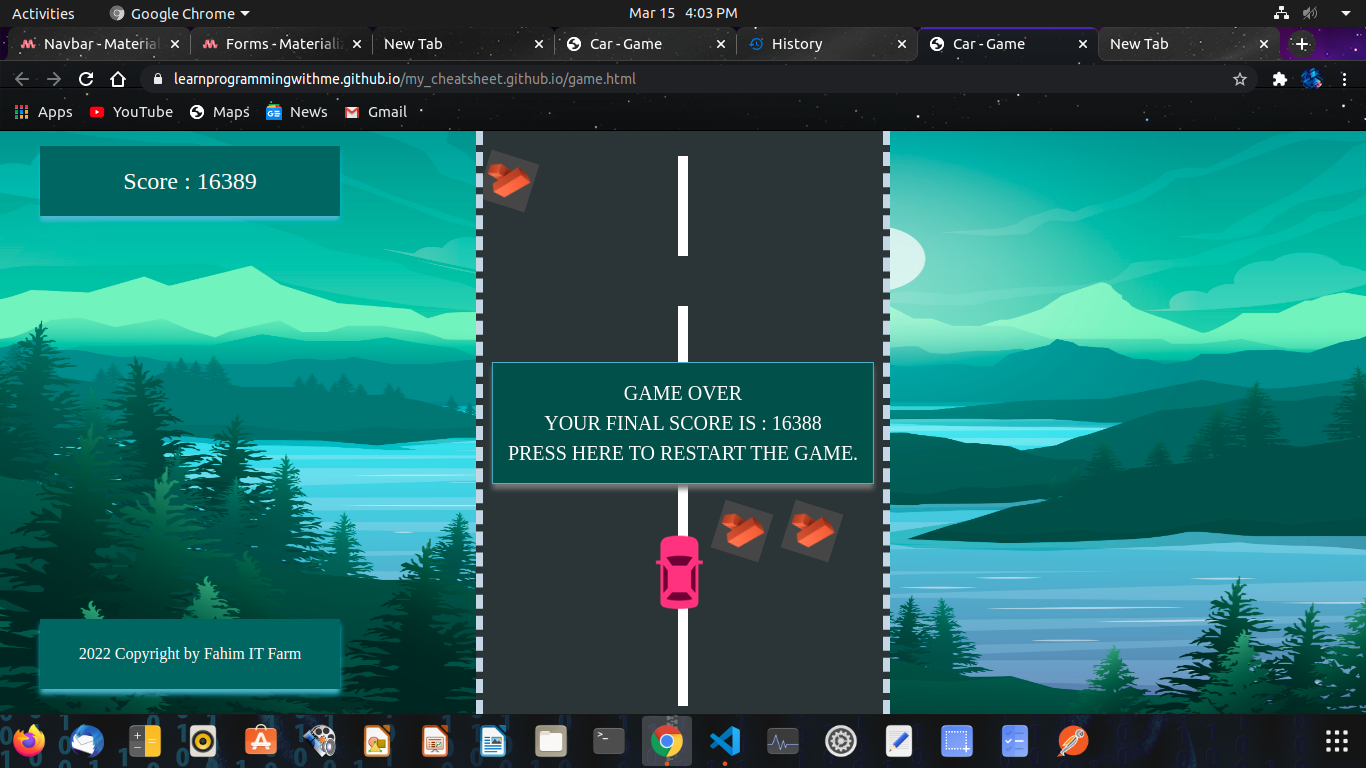 Activities
Google Chrome
Mar 15 4:03 PM
Navbar - Material
Forms - Materializ
New Tab
Car - Game
History
Car - Game
New Tab
learnprogrammingwithme.github.io/my_cheatsheet.github.io/game.html
Apps
YouTube
Maps
News
Gmail
Score : 16389
GAME OVER
YOUR FINAL SCORE IS : 16388
PRESS HERE TO RESTART THE GAME.
2022 Copyright by Fahim IT Farm